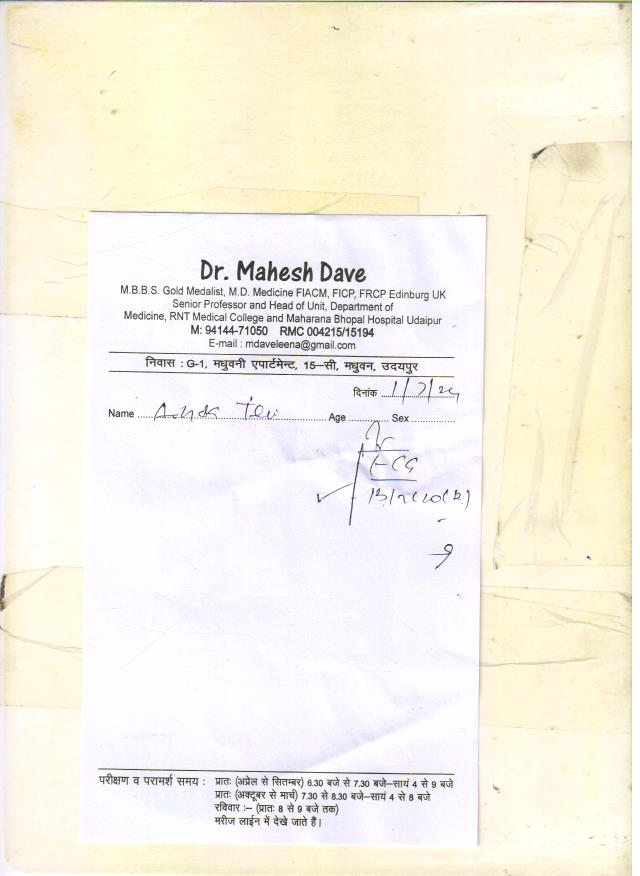 Dr. Mahesh Dave
M.B.B.S. Gold Medalist, M.D. Medicine FIACM, FICP, FRCP Edinburg UK
Senior Professor and Head of Unit, Department of
Medicine, RNT Medical College and Maharana Bhopal Hospital Udaipur
M: 94144-71050 RMC 004215/15194
E-mail : mdaveleena@gmail.com
निवास : G-1, मधुवनी एपार्टमेन्ट, 15–सी, मधुवन, उदयपुर
दिनांक 1/7/24
Name Age Sex
ECG
परीक्षण व परामर्श समय : प्रातः (अप्रेल से सितम्बर) 6.30 बजे से 7.30 बजे–सायं 4 से 9 बजे
प्रातः (अक्टूबर से मार्च) 7.30 से 8.30 बजे–सायं 4 से 8 बजे
रविवार :– (प्रातः 8 से 9 बजे तक)
मरीज लाईन में देखे जाते हैं।